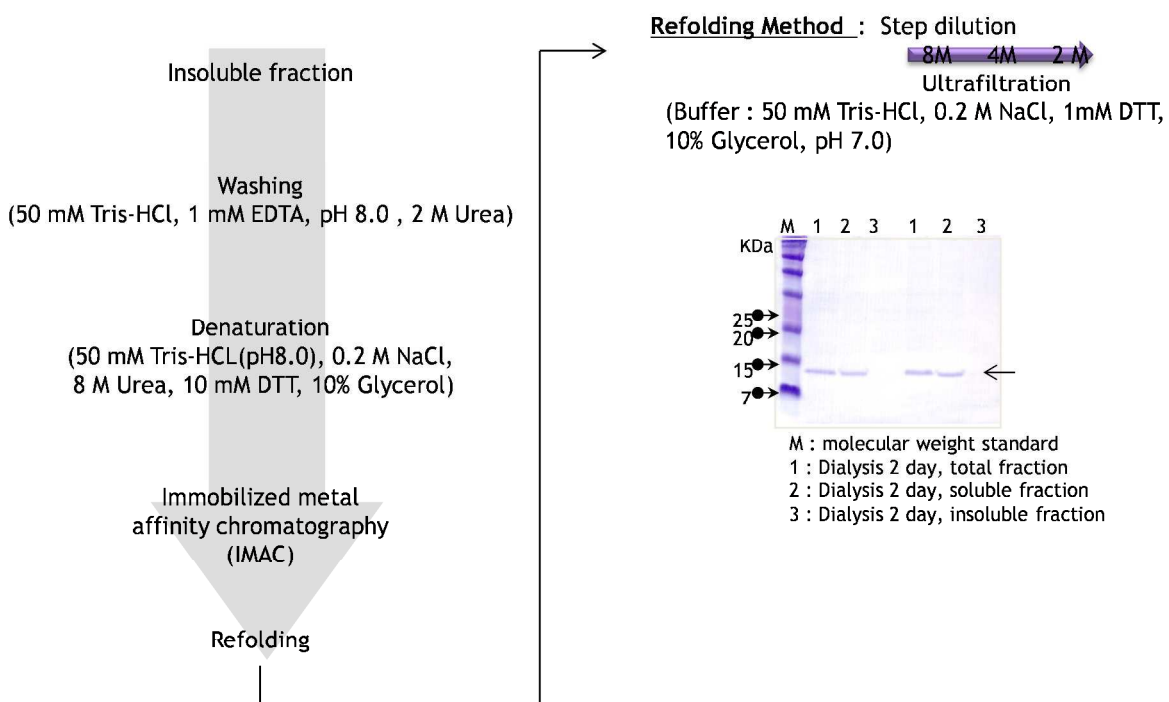 Insoluble fraction
Washing
(50 mM Tris-HCl, 1 mM EDTA, pH 8.0 , 2 M Urea)
Denaturation
(50 mM Tris-HCL(pH8.0), 0.2 M NaCl,
8 M Urea, 10 mM DTT, 10% Glycerol)
Immobilized metal
affinity chromatography
(IMAC)
Refolding
Refolding Method : Step dilution
8M 4M 2 M
Ultrafiltration
(Buffer : 50 mM Tris-HCl, 0.2 M NaCl, 1mM DTT,
10% Glycerol, pH 7.0)
M 1 2 3 1 2 3
KDa
25
20
15
7
M : molecular weight standard
1 : Dialysis 2 day, total fraction
2 : Dialysis 2 day, soluble fraction
3 : Dialysis 2 day, insoluble fraction